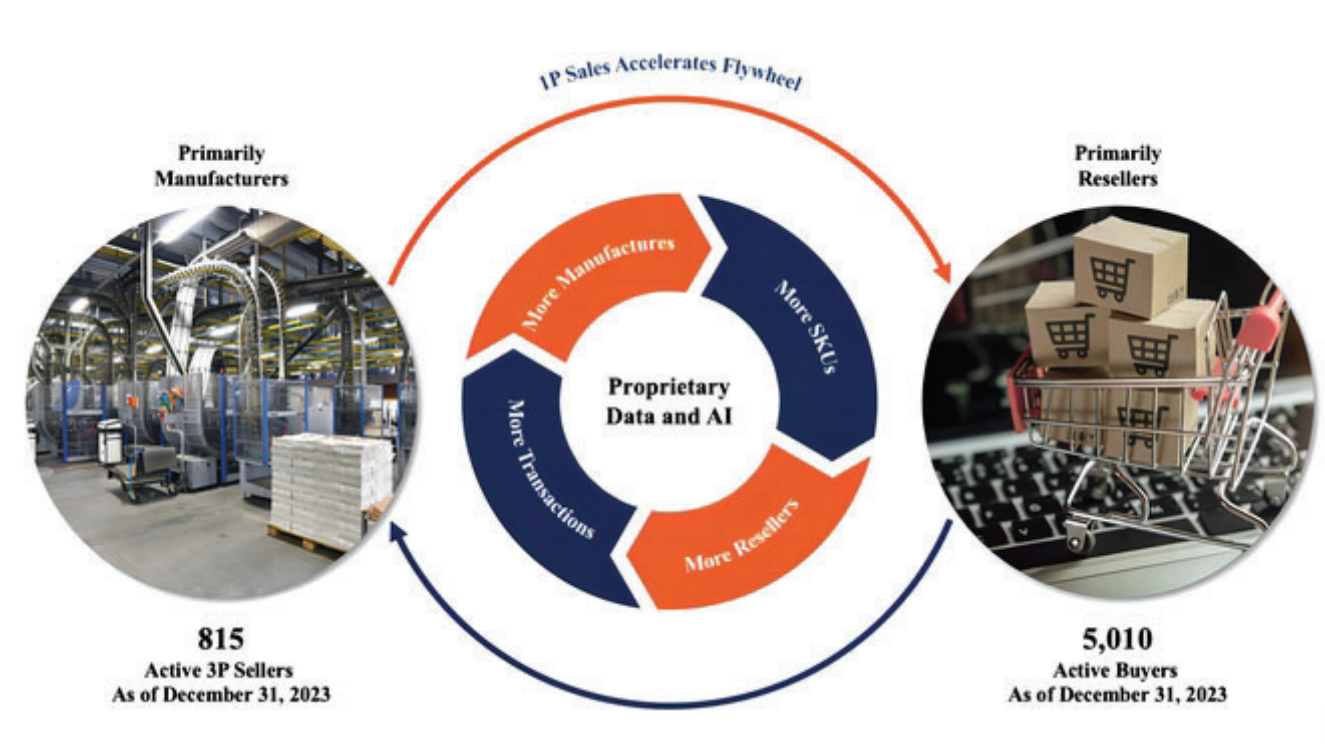 1P Sales Accelerates Flywheel
Primarily
Manufacturers
Primarily
Resellers
More Manufactures
More SKUs
More Resellers
More Transactions
Proprietary
Data and AI
815
Active 3P Sellers
As of December 31, 2023
5,010
Active Buyers
As of December 31, 2023